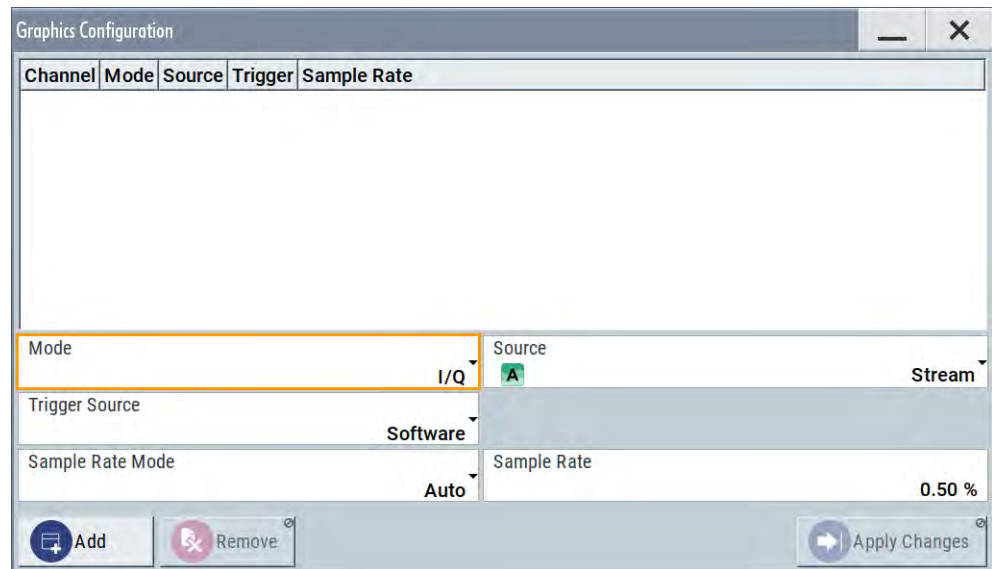 Graphics Configuration
Channel Mode Source Trigger Sample Rate
Mode
I/Q
Source
A Stream
Trigger Source
Software
Sample Rate Mode
Auto
Sample Rate
0.50 %
Add
Remove
Apply Changes